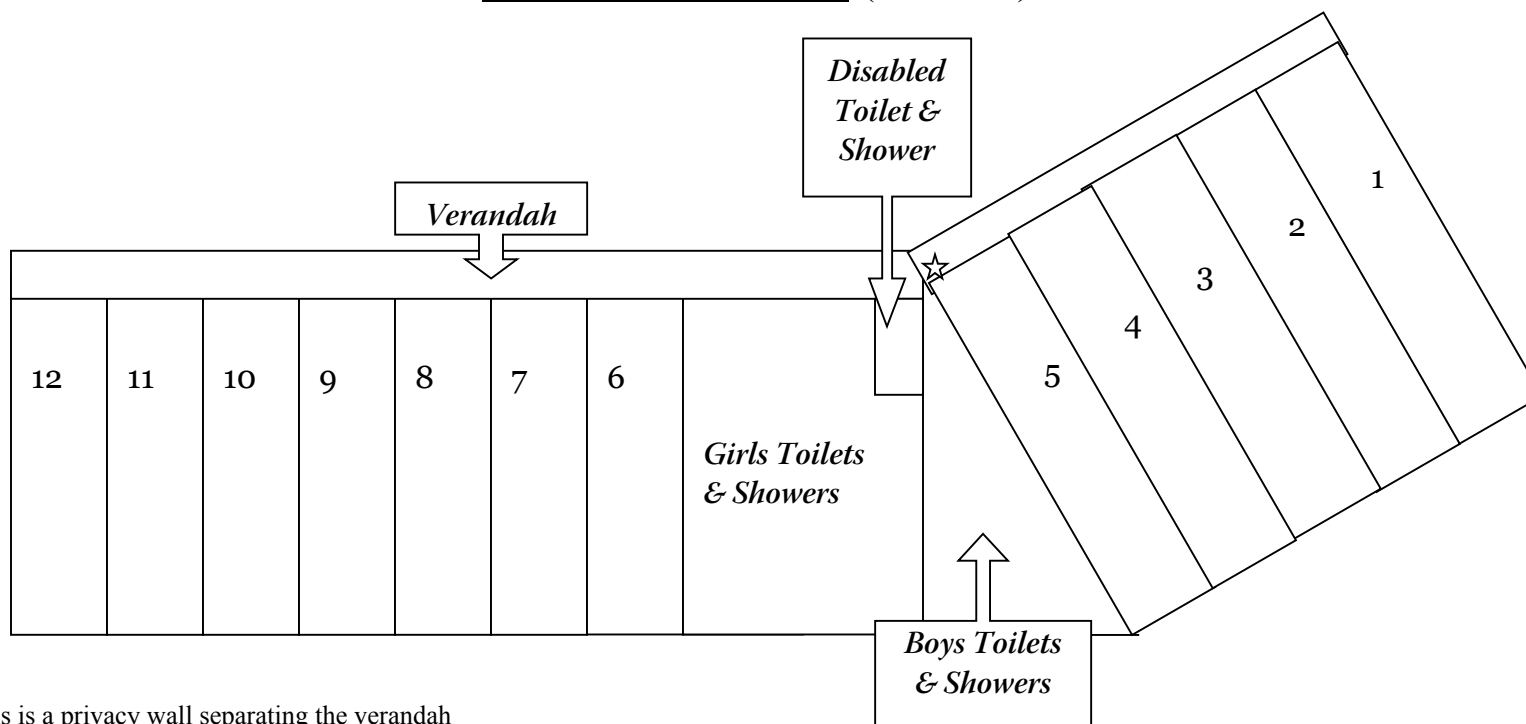 Disabled
Toilet &
Shower
Verandah
1
2
3
4
5
12
11
10
9
8
7
6
Girls Toilets
& Showers
Boys Toilets
& Showers
is a privacy wall separating the verandah